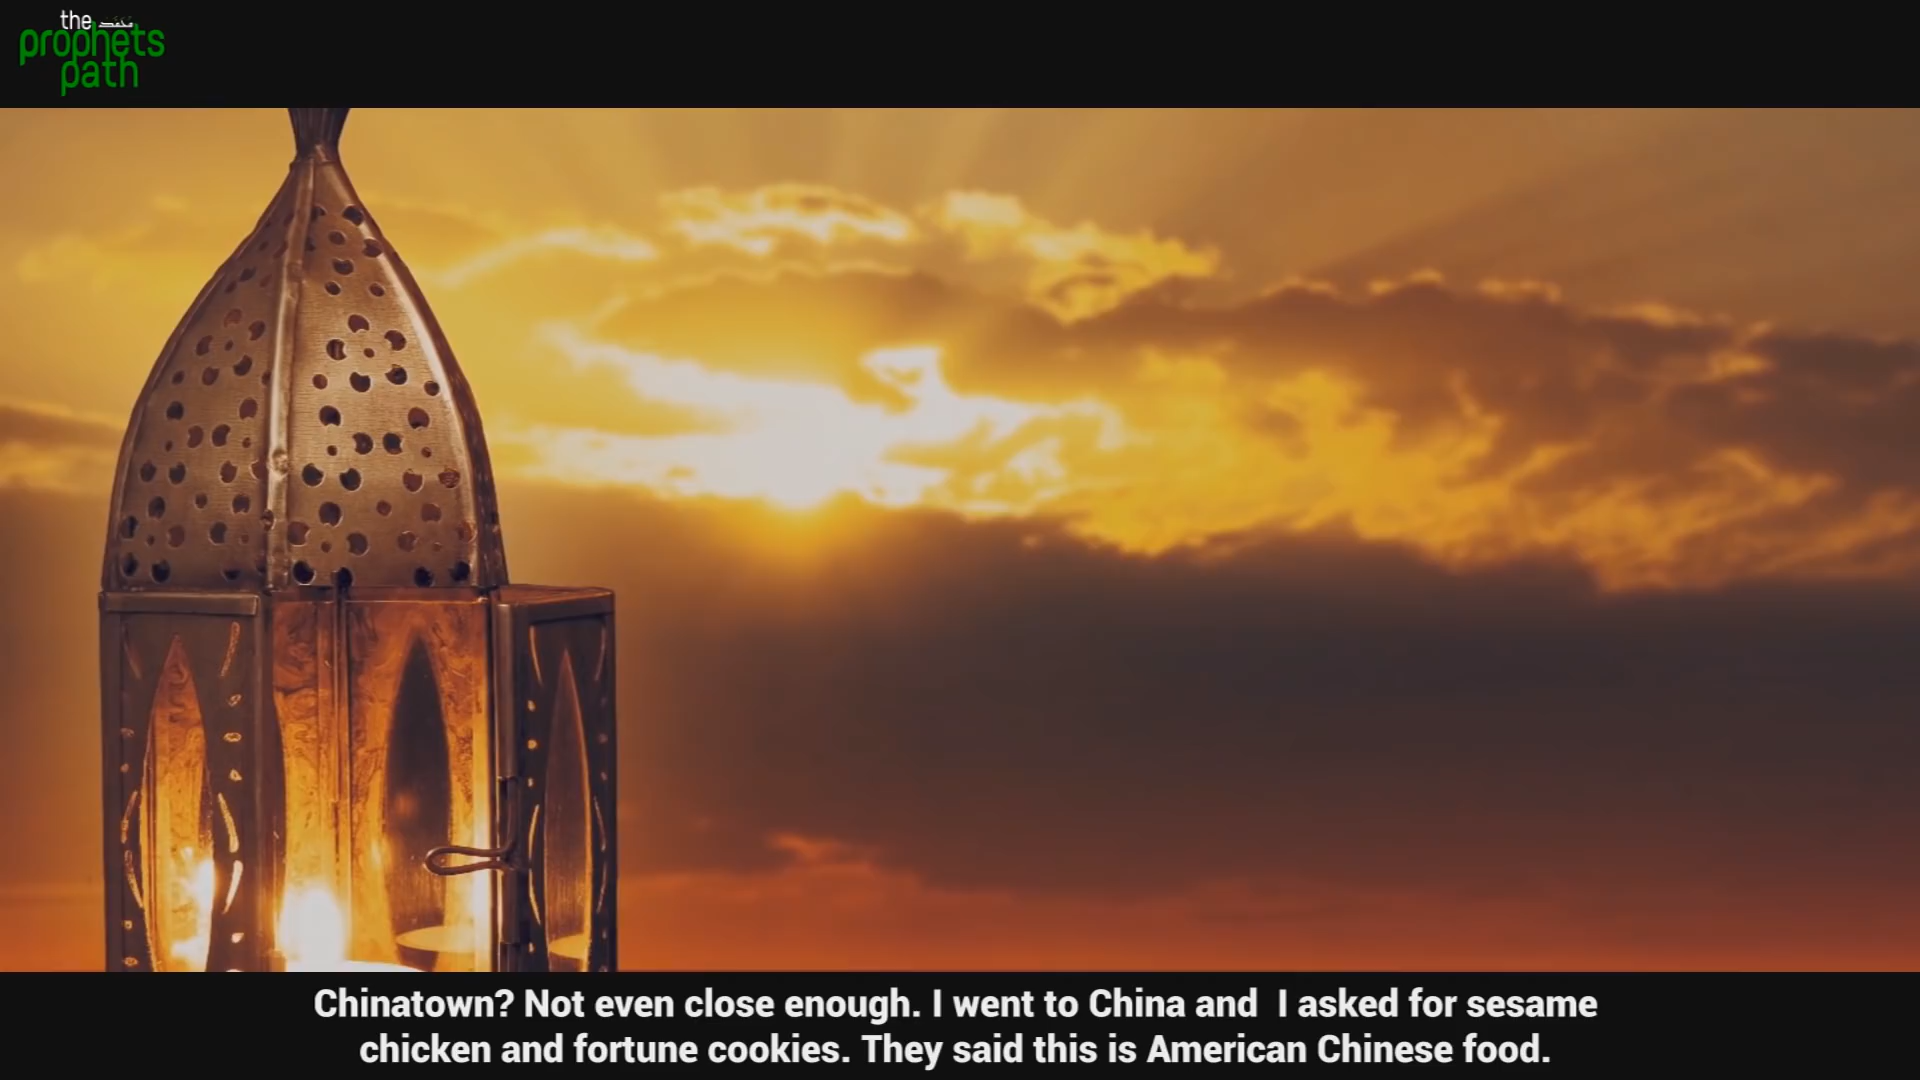 the
prophets
path
Chinatown? Not even close enough. I went to China and  I asked for sesame
chicken and fortune cookies. They said this is American Chinese food.